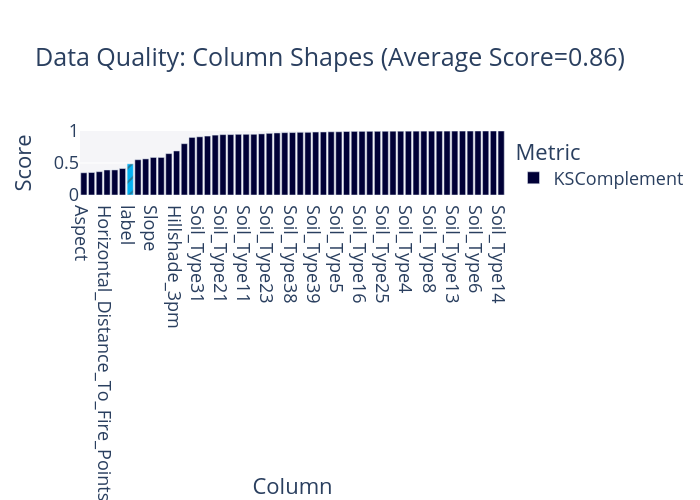 Data Quality: Column Shapes (Average Score=0.86)
Score
1
0.5
0
Metric
KSComplement
Aspect
Horizontal_Distance_To_Fire_Points
label
Slope
Hillshade_3pm
Soil_Type31
Soil_Type21
Soil_Type11
Soil_Type23
Soil_Type38
Soil_Type39
Soil_Type5
Soil_Type16
Soil_Type25
Soil_Type4
Soil_Type8
Soil_Type13
Soil_Type6
Soil_Type14
Column